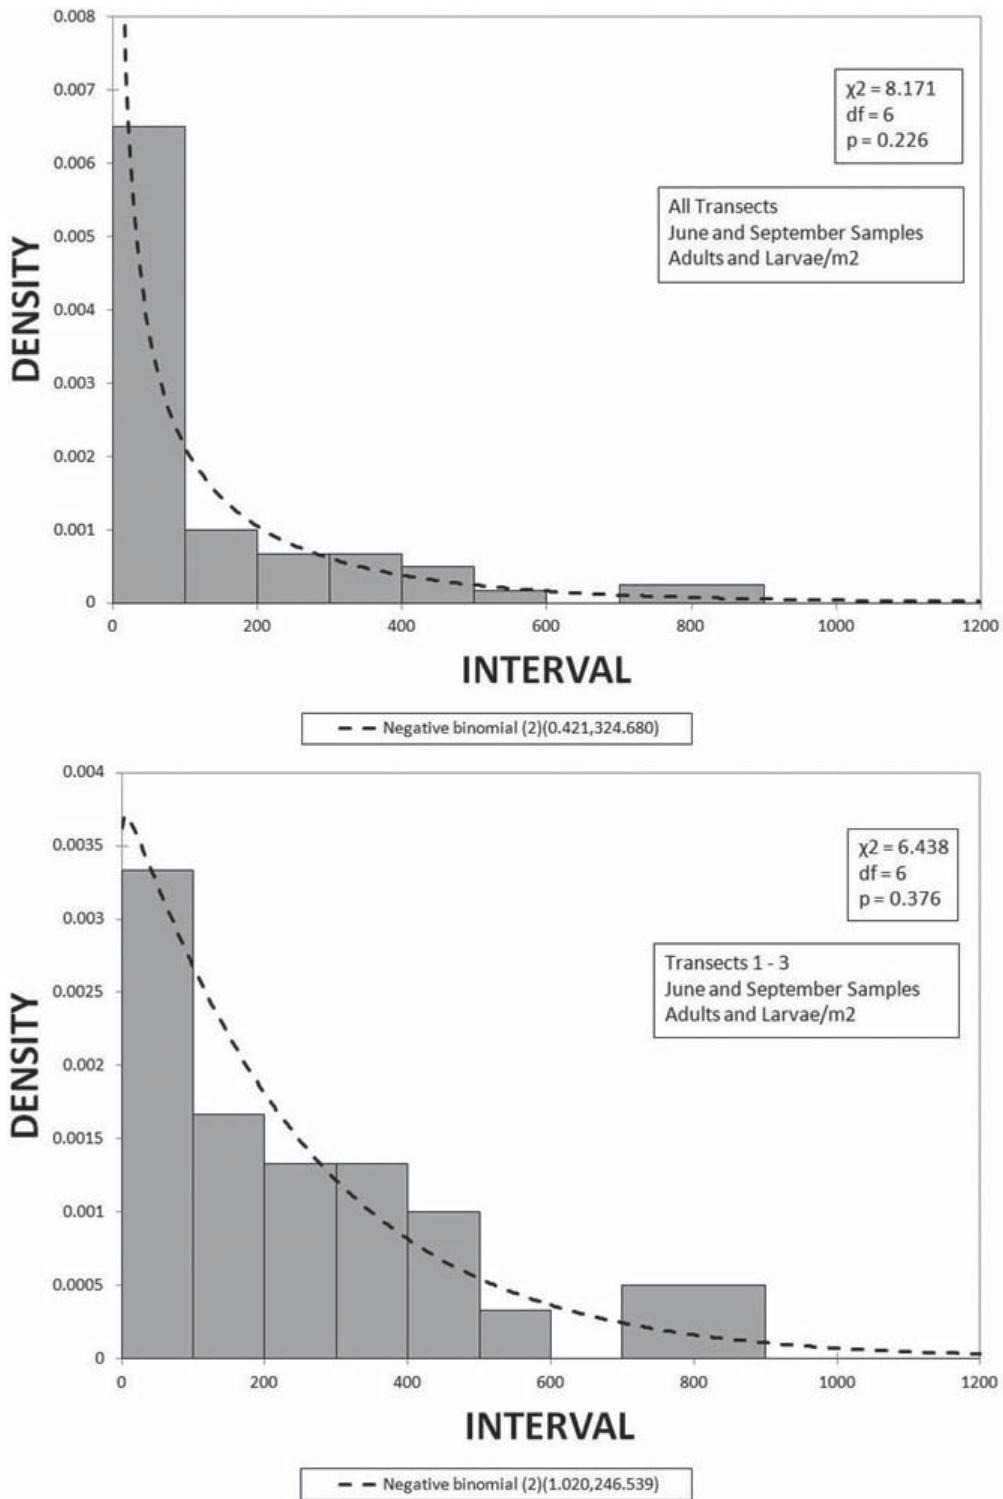 0.008
0.007
0.006
0.005
0.004
0.003
0.002
0.001
0
DENSITY
χ2 = 8.171
df = 6
p = 0.226
All Transects
June and September Samples
Adults and Larvae/m2
0 200 400 600 800 1000 1200
INTERVAL
Negative binomial (2)(0.421,324.680)
0.004
0.0035
0.003
0.0025
0.002
0.0015
0.001
0.0005
0
DENSITY
χ2 = 6.438
df = 6
p = 0.376
Transects 1 - 3
June and September Samples
Adults and Larvae/m2
0 200 400 600 800 1000 1200
INTERVAL
Negative binomial (2)(1.020,246.539)